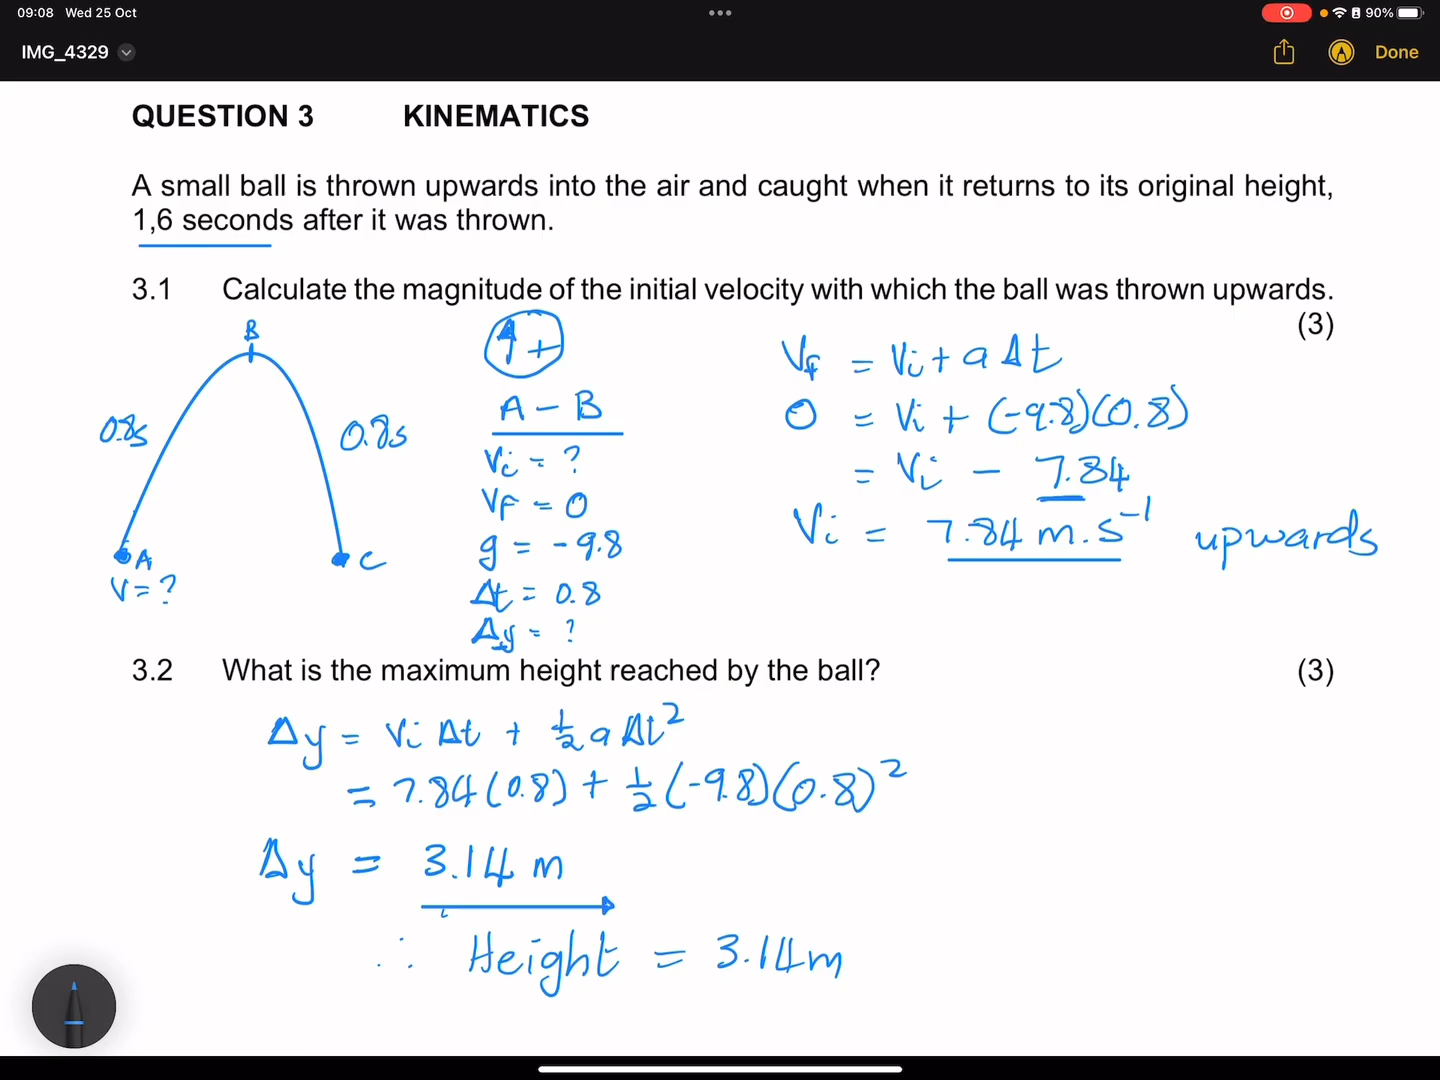 09:08 Wed 25 Oct
90%
IMG_4329
Done
QUESTION 3 KINEMATICS
A small ball is thrown upwards into the air and caught when it returns to its original height,
1,6 seconds after it was thrown.
3.1 Calculate the magnitude of the initial velocity with which the ball was thrown upwards.
(3)
B
0.8s
0.8s
A
V = ?
C
↑+
A - B
Vi = ?
VF = 0
g = -9.8
Δt = 0.8
Δy = ?
Vf = Vi + a Δt
0 = Vi + (-9.8)(0.8)
= Vi - 7.84
Vi = 7.84 m.s⁻¹ upwards
3.2 What is the maximum height reached by the ball? (3)
Δy = Vi Δt + ½ a Δt²
= 7.84(0.8) + ½ (-9.8)(0.8)²
Δy = 3.14 m
∴ Height = 3.14m